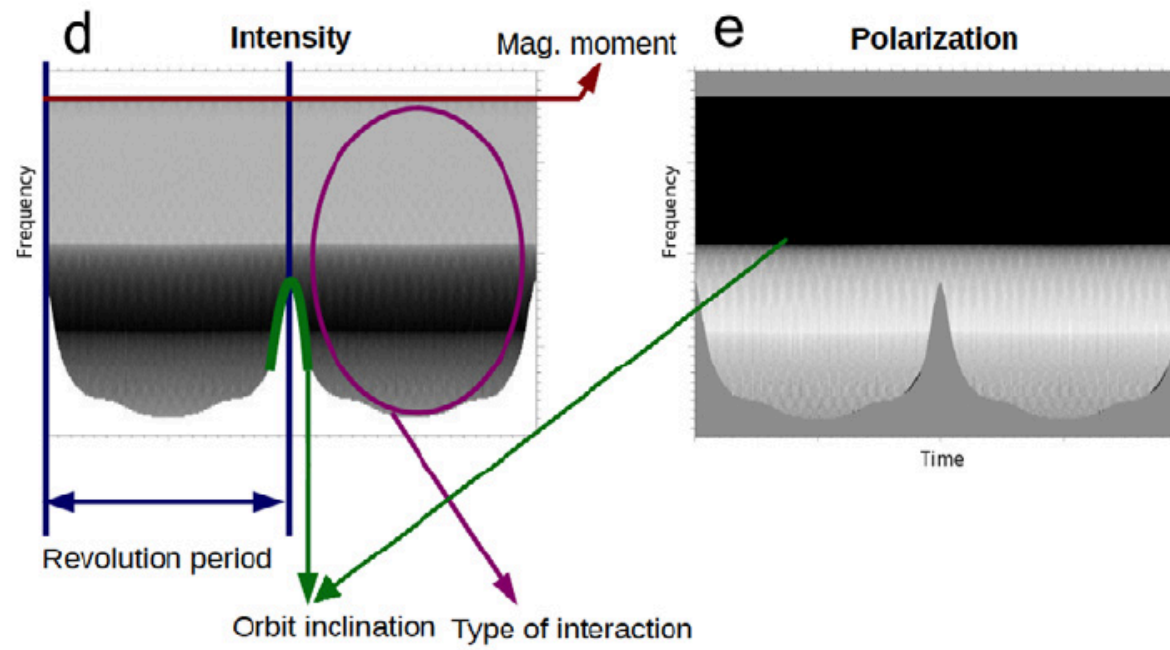 d
Intensity
Mag. moment
e
Polarization
Frequency
Frequency
Time
Revolution period
Orbit inclination
Type of interaction